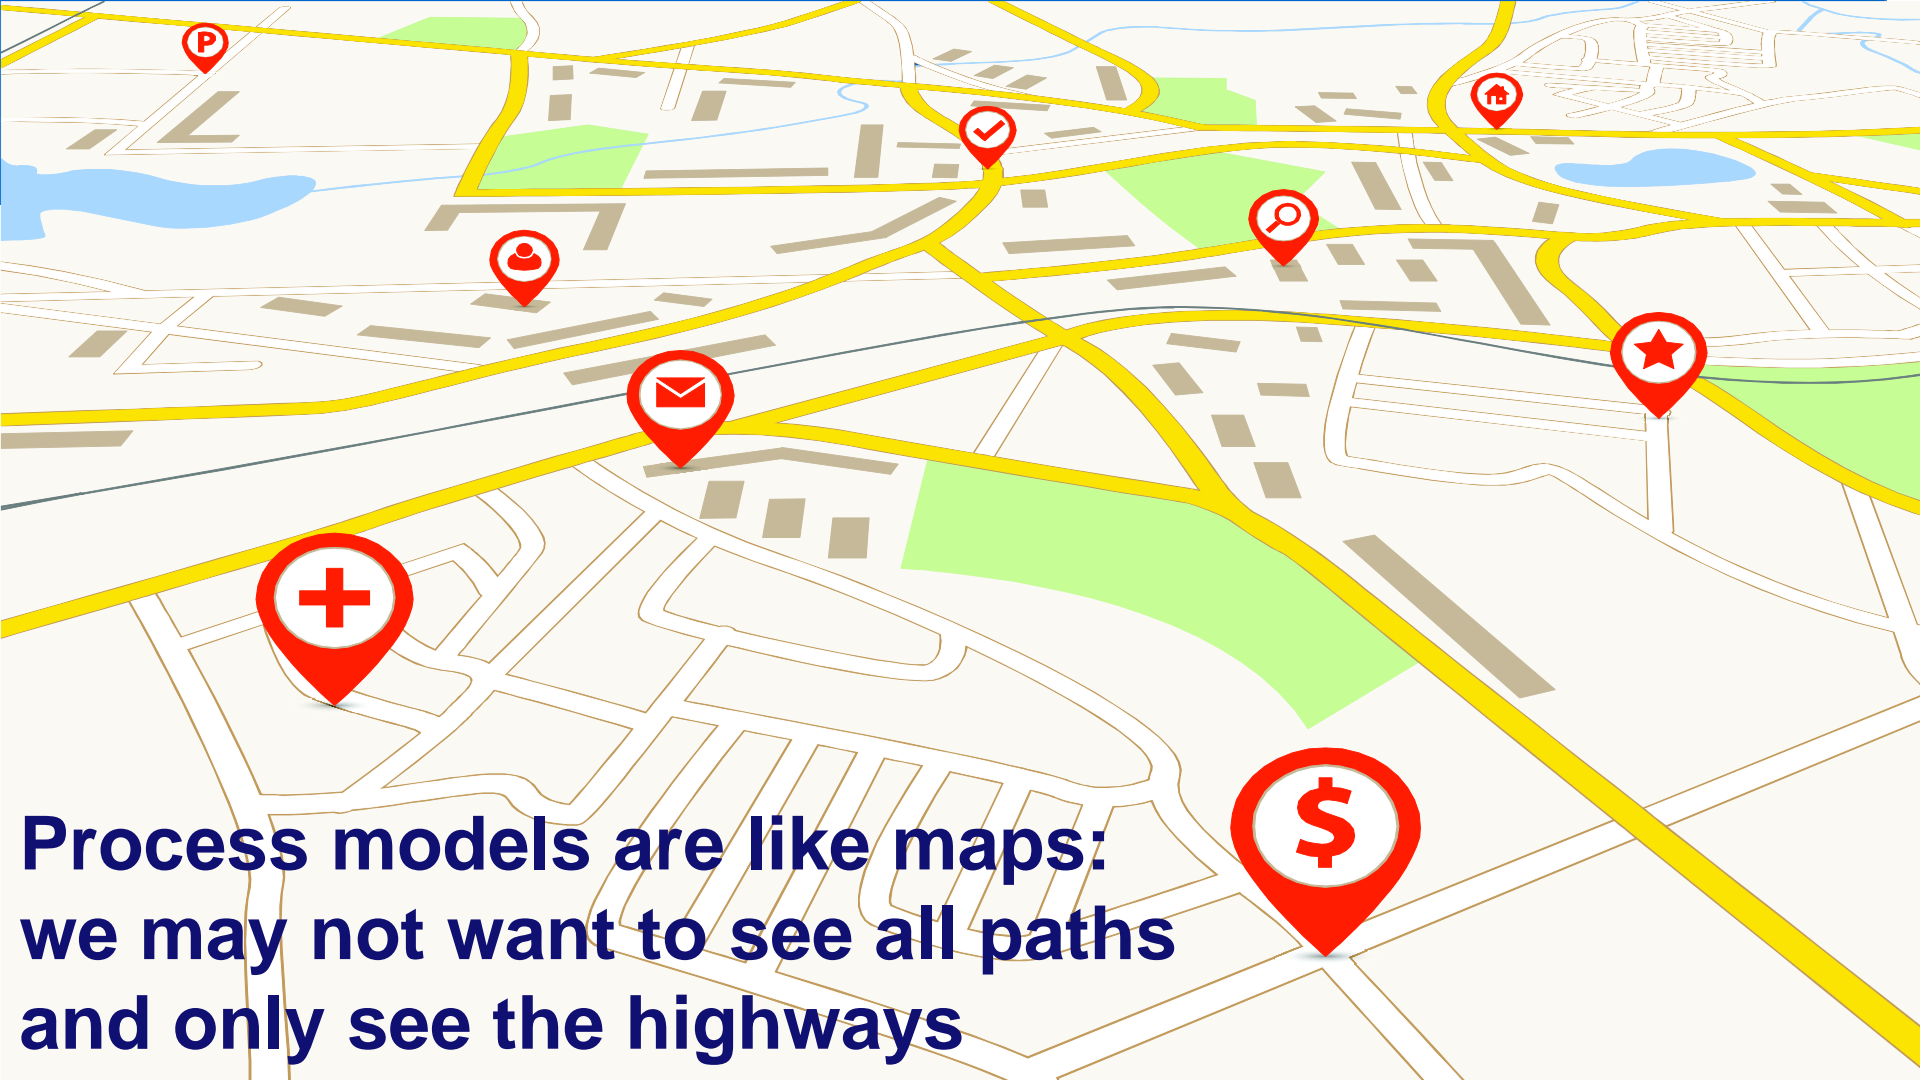 P
$
Process models are like maps:
we may not want to see all paths
and only see the highways